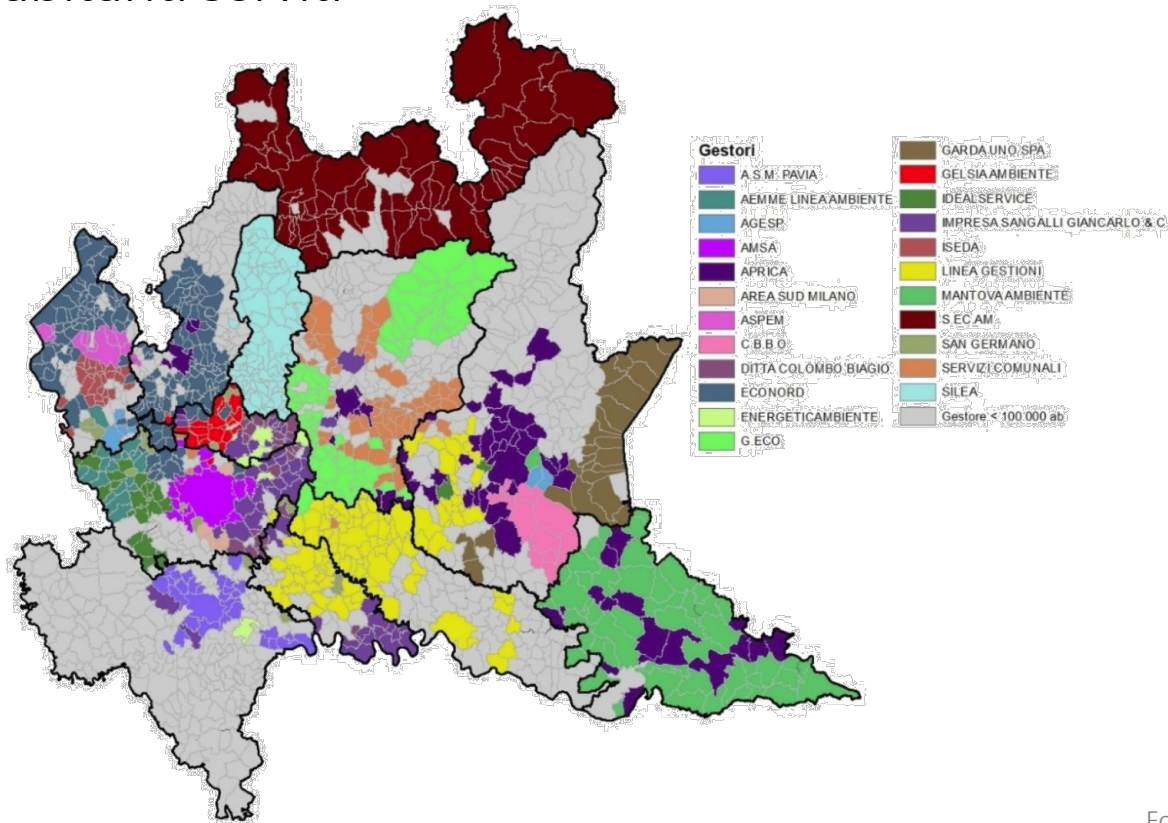 Gestori
A.S.M. PAVIA
AEMME LINEA AMBIENTE
AGESP
AMSA
APRICA
AREA SUD MILANO
ASPEM
C.B.B.O.
DITTA COLOMBO BIAGIO
ECONORD
ENERGETICAMBIENTE
G.ECO
GARDA UNO SPA
GELSIA AMBIENTE
IDEALSERVICE
IMPRESA SANGALLI GIANCARLO & C
ISEDA
LINEA GESTIONI
MANTOVA AMBIENTE
S.EC.AM.
SAN GERMANO
SERVIZI COMUNALI
SILEA
Gestore < 100.000 ab